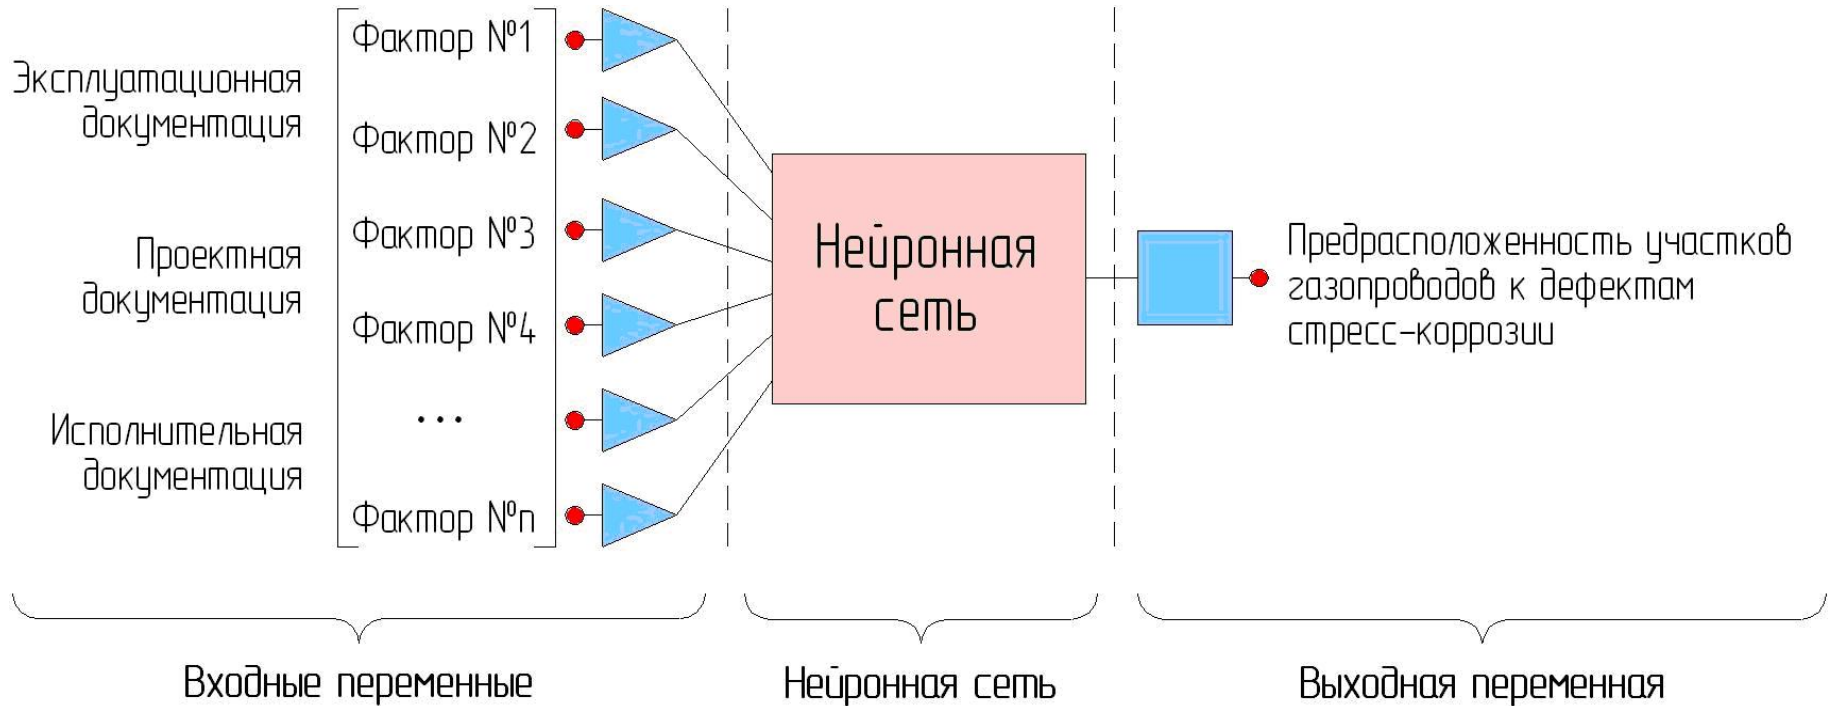 Эксплуатационная
документация
Проектная
документация
Исполнительная
документация
Фактор №1
Фактор №2
Фактор №3
Фактор №4
...
Фактор №n
Нейронная
сеть
Предрасположенность участков
газопроводов к дефектам
стресс-коррозии
Входные переменные
Нейронная сеть
Выходная переменная